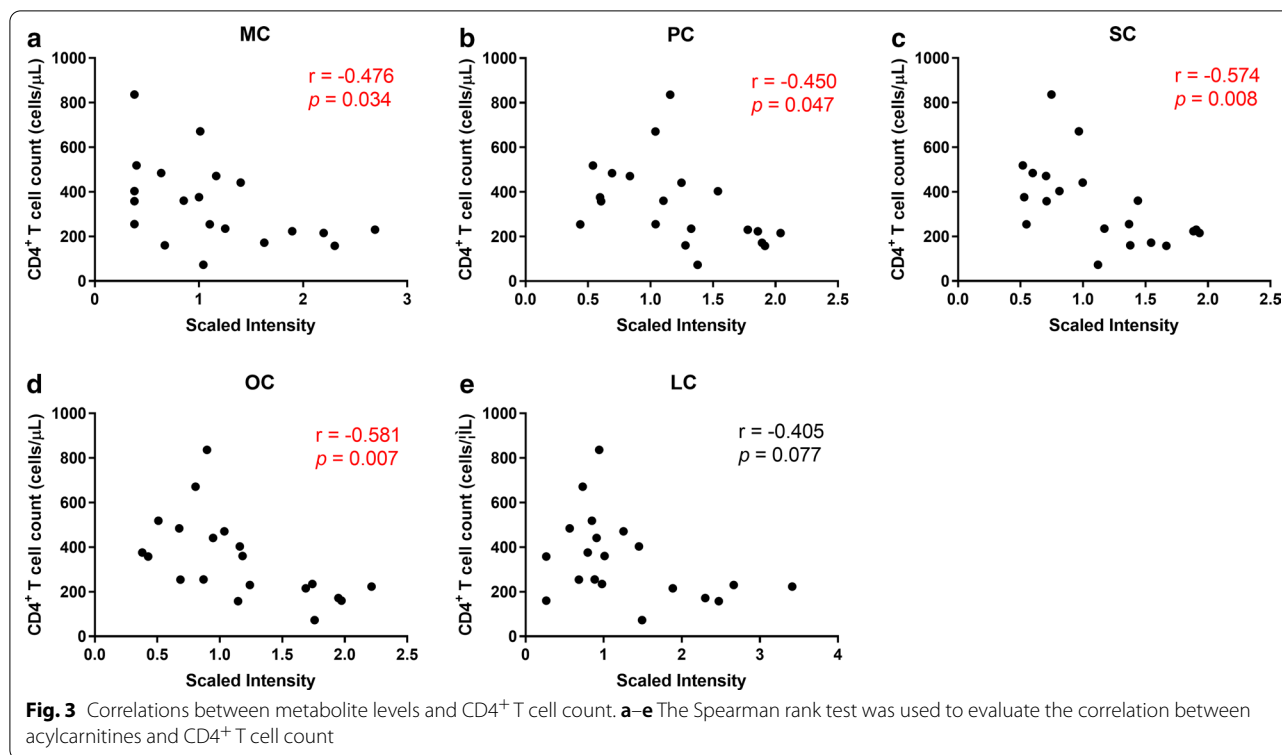 a
MC
CD4+ T cell count (cells/μL)
1000
800
600
400
200
0
r = -0.476
p = 0.034
0 1 2 3
Scaled Intensity
b
PC
CD4+ T cell count (cells/μL)
1000
800
600
400
200
0
r = -0.450
p = 0.047
0.0 0.5 1.0 1.5 2.0 2.5
Scaled Intensity
c
SC
CD4+ T cell count (cells/μL)
1000
800
600
400
200
0
r = -0.574
p = 0.008
0.0 0.5 1.0 1.5 2.0 2.5
Scaled Intensity
d
OC
CD4+ T cell count (cells/μL)
1000
800
600
400
200
0
r = -0.581
p = 0.007
0.0 0.5 1.0 1.5 2.0 2.5
Scaled Intensity
e
LC
CD4+ T cell count (cells/¦ÌL)
1000
800
600
400
200
0
r = -0.405
p = 0.077
0 1 2 3 4
Scaled Intensity
Fig. 3 Correlations between metabolite levels and CD4+ T cell count. a–e The Spearman rank test was used to evaluate the correlation between
acylcarnitines and CD4+ T cell count